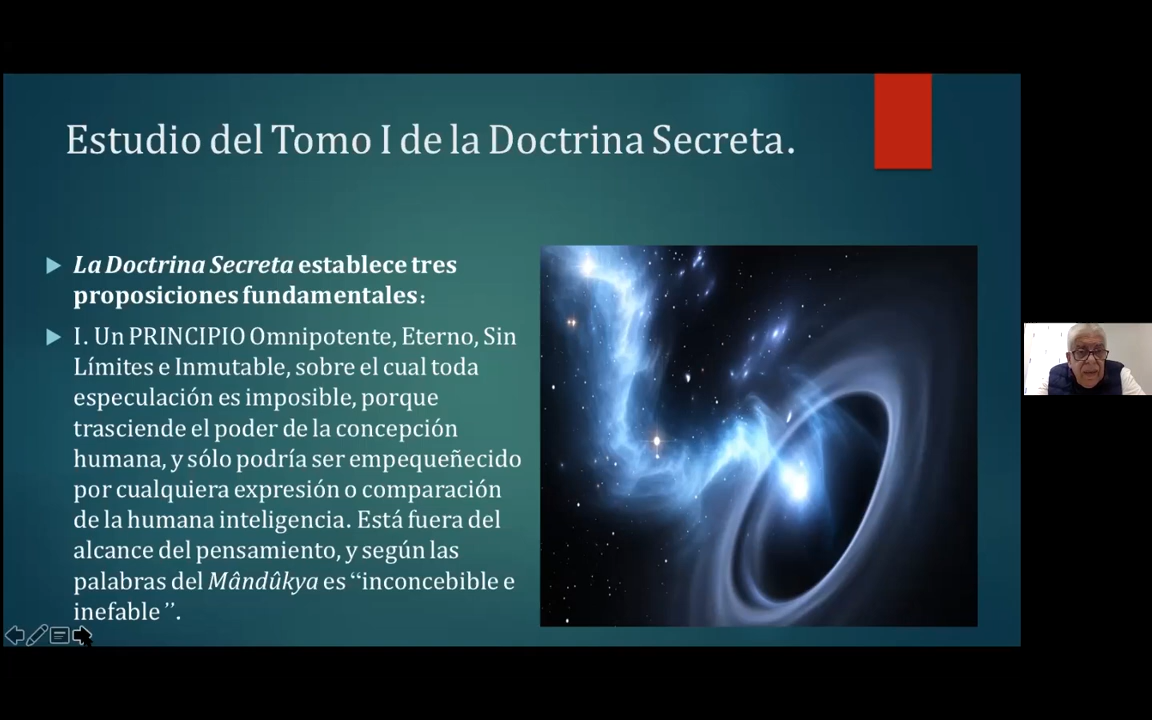 Estudio del Tomo I de la Doctrina Secreta.
La Doctrina Secreta establece tres
proposiciones fundamentales:
I. Un PRINCIPIO Omnipotente, Eterno, Sin
Límites e Inmutable, sobre el cual toda
especulación es imposible, porque
trasciende el poder de la concepción
humana, y sólo podría ser empequeñecido
por cualquiera expresión o comparación
de la humana inteligencia. Está fuera del
alcance del pensamiento, y según las
palabras del Mândûkya es “inconcebible e
inefable ”.